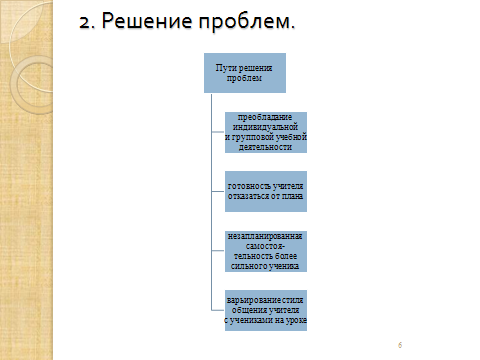 2. Решение проблем.
Пути решения
проблем
преобладание
индивидуальной
и групповой учебной
деятельности
готовность учителя
отказаться от плана
незапланированная
самостоя-
тельность более
сильного ученика
варьирование стиля
общения учителя
с учениками на уроке
6